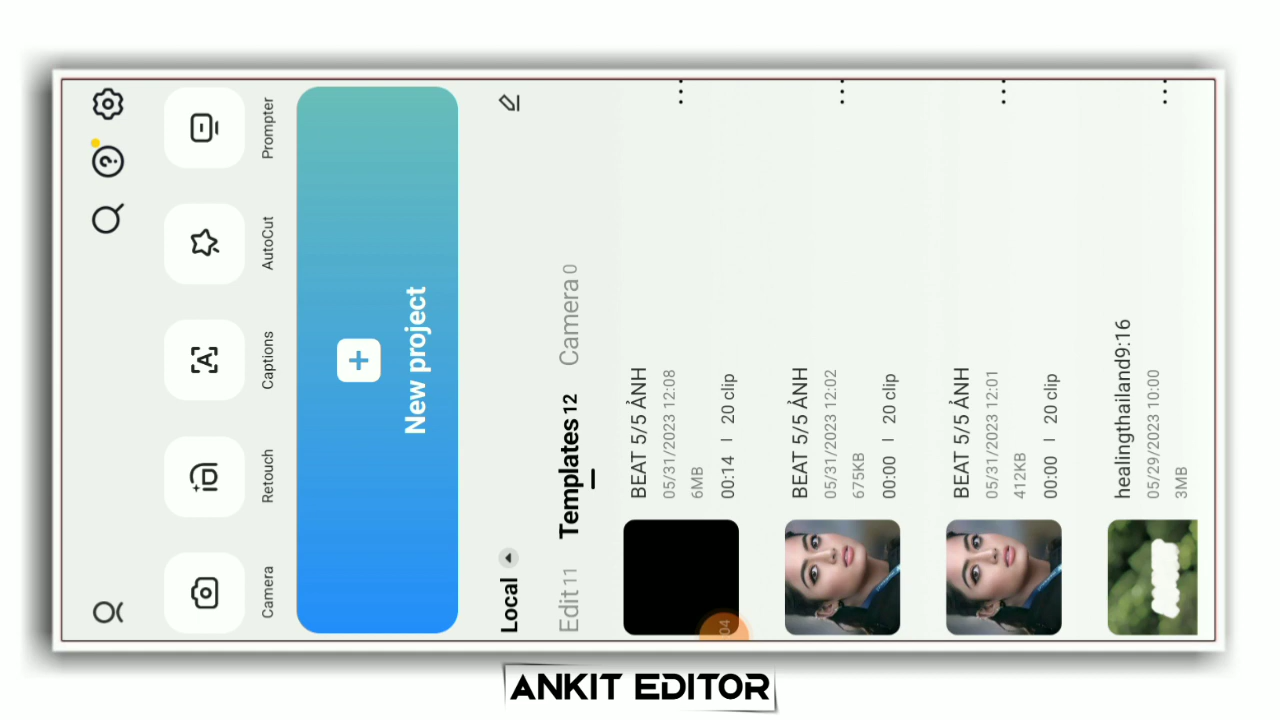 Camera
Retouch
Captions
AutoCut
Prompter
New project
Local
Edit 11
Templates 12
Camera 0
BEAT 5/5 ẢNH
05/31/2023 12:08
6MB
00:14 | 20 clip
BEAT 5/5 ẢNH
05/31/2023 12:02
675KB
00:00 | 20 clip
BEAT 5/5 ẢNH
05/31/2023 12:01
412KB
00:00 | 20 clip
healingthailand9:16
05/29/2023 10:00
3MB
04
ANKIT EDITOR